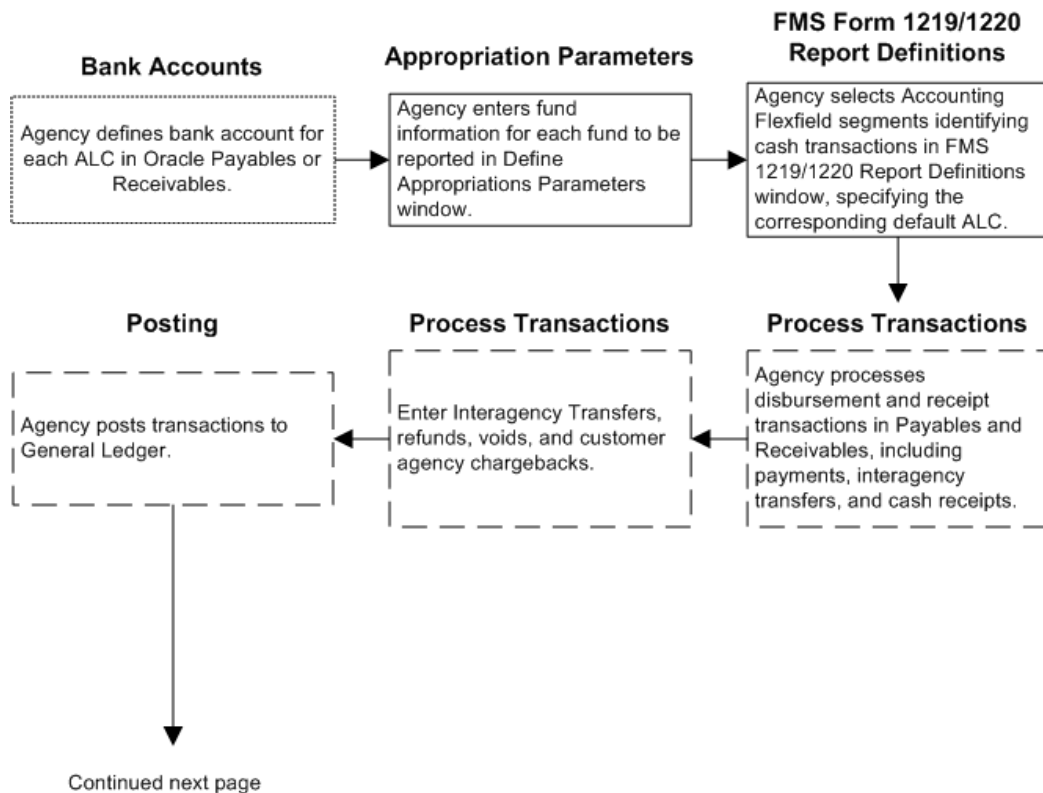 Bank Accounts
Agency defines bank account for
each ALC in Oracle Payables or
Receivables.
Appropriation Parameters
Agency enters fund
information for each fund to be
reported in Define
Appropriations Parameters
window.
FMS Form 1219/1220
Report Definitions
Agency selects Accounting
Flexfield segments identifying
cash transactions in FMS
1219/1220 Report Definitions
window, specifying the
corresponding default ALC.
Process Transactions
Agency processes
disbursement and receipt
transactions in Payables and
Receivables, including
payments, interagency
transfers, and cash receipts.
Process Transactions
Enter Interagency Transfers,
refunds, voids, and customer
agency chargebacks.
Posting
Agency posts transactions to
General Ledger.
Continued next page